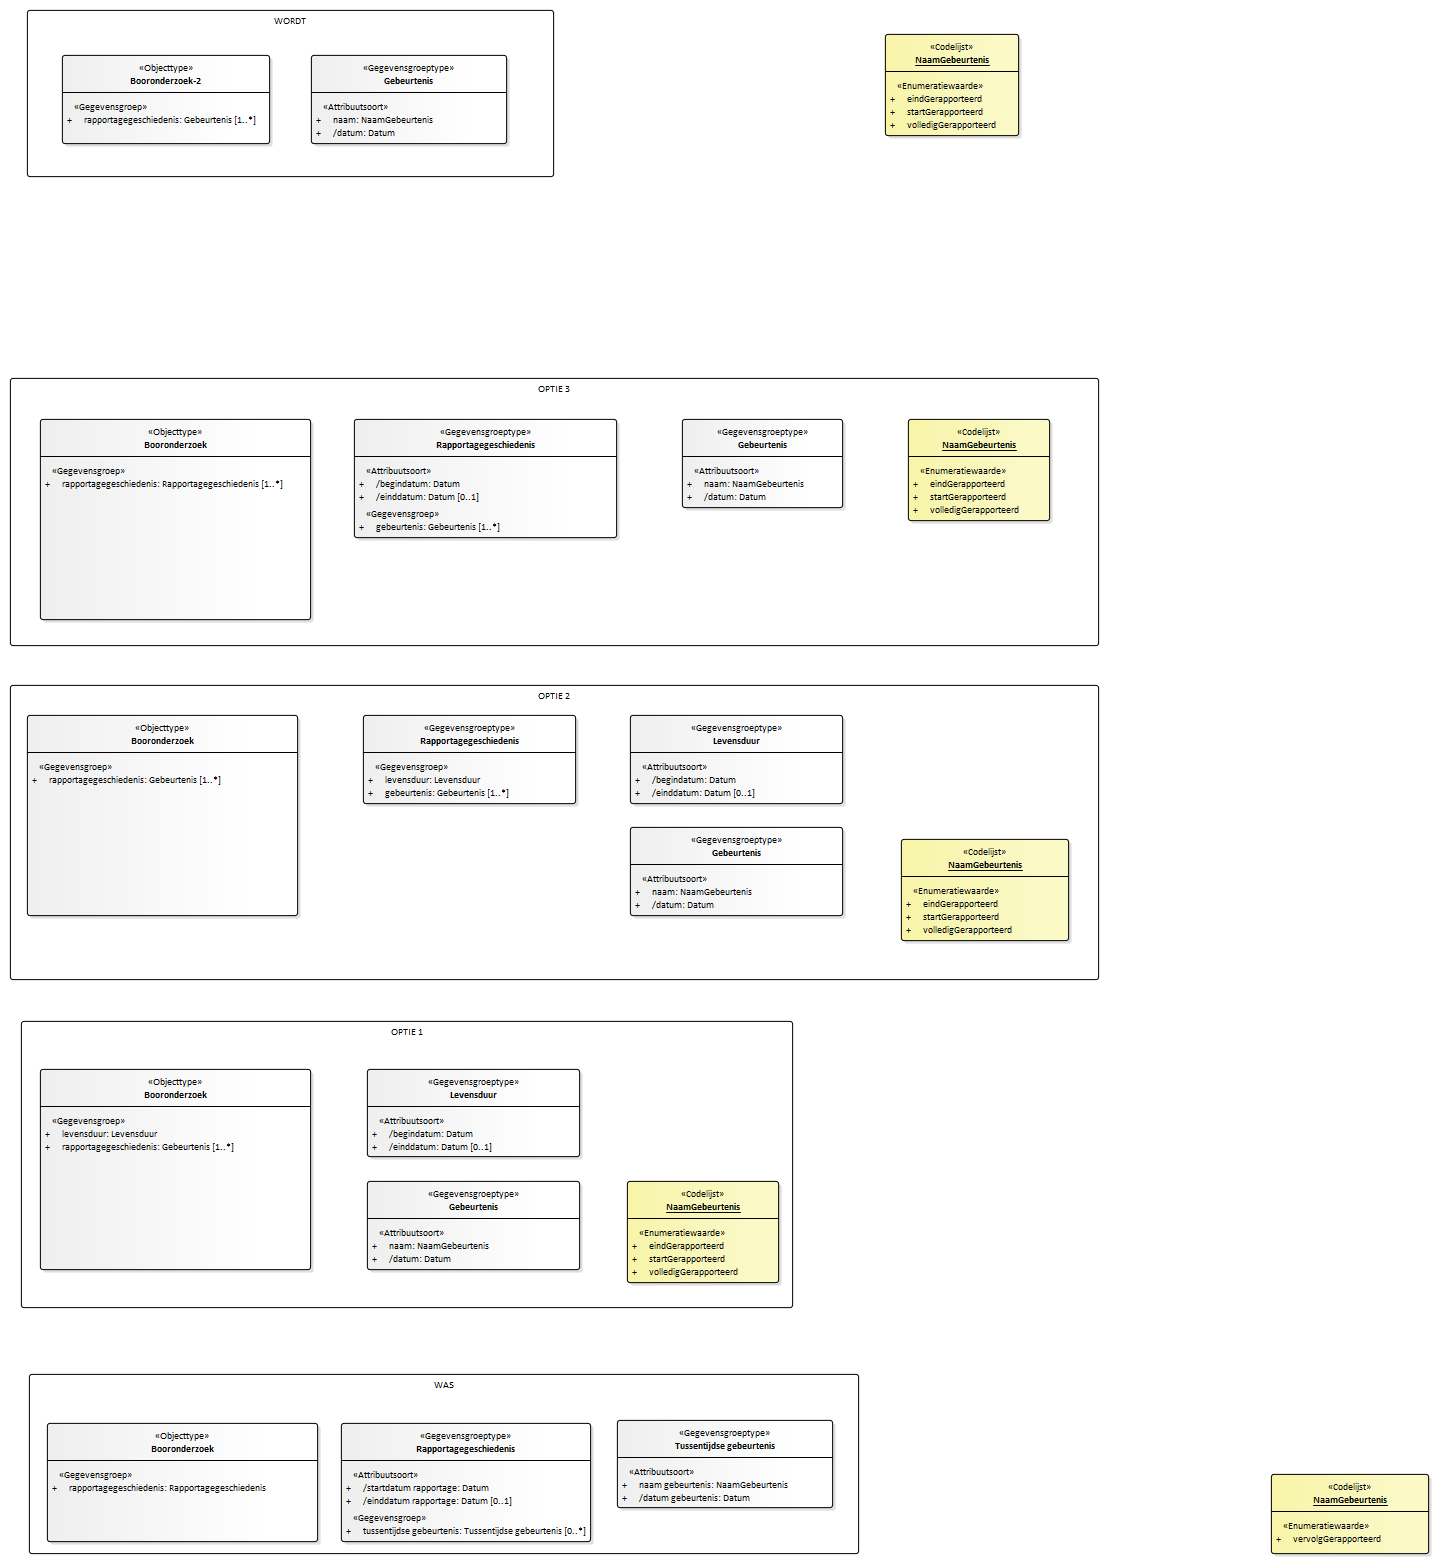 WORDT
«Objecttype»
Booronderzoek-2
«Gegevensgroep»
+ rapportagegeschiedenis: Gebeurtenis [1..*]
«Gegevensgroeptype»
Gebeurtenis
«Attribuutsoort»
+ naam: NaamGebeurtenis
+ /datum: Datum
«Codelijst»
NaamGebeurtenis
«Enumeratiewaarde»
+ eindGerapporteerd
+ startGerapporteerd
+ volledigGerapporteerd
OPTIE 3
«Objecttype»
Booronderzoek
«Gegevensgroep»
+ rapportagegeschiedenis: Rapportagegeschiedenis [1..*]
«Gegevensgroeptype»
Rapportagegeschiedenis
«Attribuutsoort»
+ /begindatum: Datum
+ /einddatum: Datum [0..1]
«Gegevensgroep»
+ gebeurtenis: Gebeurtenis [1..*]
«Gegevensgroeptype»
Gebeurtenis
«Attribuutsoort»
+ naam: NaamGebeurtenis
+ /datum: Datum
«Codelijst»
NaamGebeurtenis
«Enumeratiewaarde»
+ eindGerapporteerd
+ startGerapporteerd
+ volledigGerapporteerd
OPTIE 2
«Objecttype»
Booronderzoek
«Gegevensgroep»
+ rapportagegeschiedenis: Gebeurtenis [1..*]
«Gegevensgroeptype»
Rapportagegeschiedenis
«Gegevensgroep»
+ levensduur: Levensduur
+ gebeurtenis: Gebeurtenis [1..*]
«Gegevensgroeptype»
Levensduur
«Attribuutsoort»
+ /begindatum: Datum
+ /einddatum: Datum [0..1]
«Gegevensgroeptype»
Gebeurtenis
«Attribuutsoort»
+ naam: NaamGebeurtenis
+ /datum: Datum
«Codelijst»
NaamGebeurtenis
«Enumeratiewaarde»
+ eindGerapporteerd
+ startGerapporteerd
+ volledigGerapporteerd
OPTIE 1
«Objecttype»
Booronderzoek
«Gegevensgroep»
+ levensduur: Levensduur
+ rapportagegeschiedenis: Gebeurtenis [1..*]
«Gegevensgroeptype»
Levensduur
«Attribuutsoort»
+ /begindatum: Datum
+ /einddatum: Datum [0..1]
«Gegevensgroeptype»
Gebeurtenis
«Attribuutsoort»
+ naam: NaamGebeurtenis
+ /datum: Datum
«Codelijst»
NaamGebeurtenis
«Enumeratiewaarde»
+ eindGerapporteerd
+ startGerapporteerd
+ volledigGerapporteerd
WAS
«Objecttype»
Booronderzoek
«Gegevensgroep»
+ rapportagegeschiedenis: Rapportagegeschiedenis
«Gegevensgroeptype»
Rapportagegeschiedenis
«Attribuutsoort»
+ /startdatum rapportage: Datum
+ /einddatum rapportage: Datum [0..1]
«Gegevensgroep»
+ tussentijdse gebeurtenis: Tussentijdse gebeurtenis [0..*]
«Gegevensgroeptype»
Tussentijdse gebeurtenis
«Attribuutsoort»
+ naam gebeurtenis: NaamGebeurtenis
+ /datum gebeurtenis: Datum
«Codelijst»
NaamGebeurtenis
«Enumeratiewaarde»
+ vervolgGerapporteerd